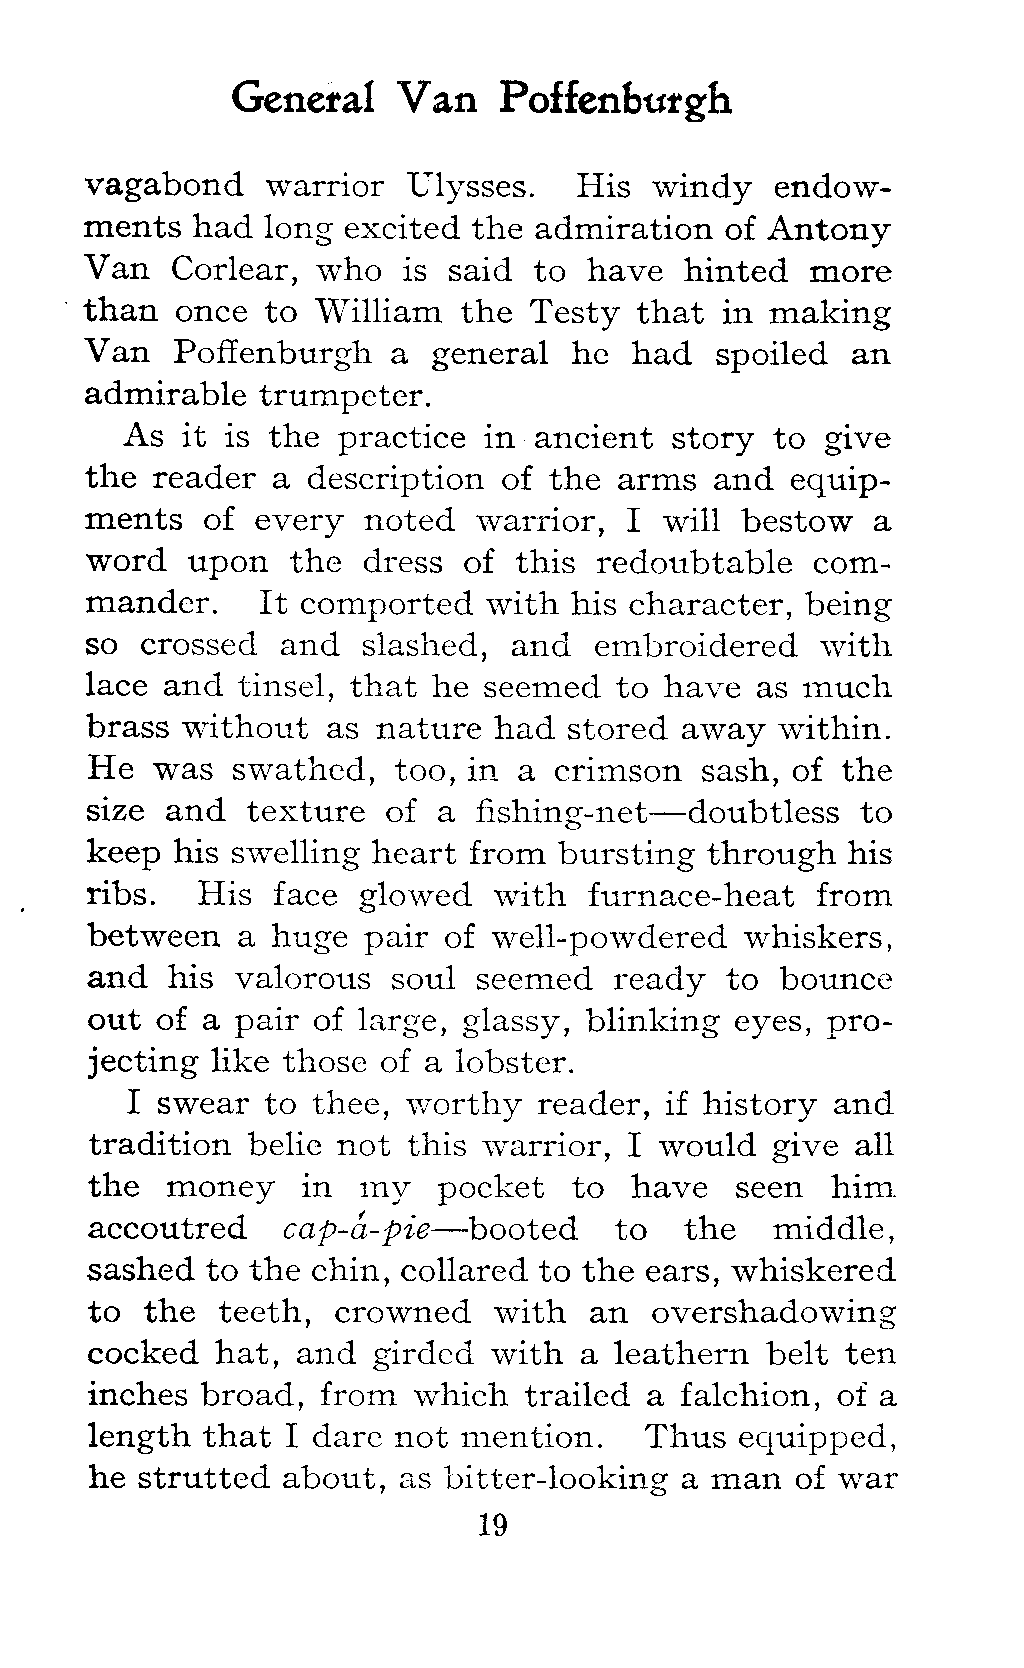 General Van Poffenburgh
vagabond warrior Ulysses. His windy endow-
ments had long excited the admiration of Antony
Van Corlear, who is said to have hinted more
than once to William the Testy that in making
Van Poffenburgh a general he had spoiled an
admirable trumpeter.
As it is the practice in ancient story to give
the reader a description of the arms and equip-
ments of every noted warrior, I will bestow a
word upon the dress of this redoubtable com-
mander. It comported with his character, being
so crossed and slashed, and embroidered with
lace and tinsel, that he seemed to have as much
brass without as nature had stored away within.
He was swathed, too, in a crimson sash, of the
size and texture of a fishing-net—doubtless to
keep his swelling heart from bursting through his
ribs. His face glowed with furnace-heat from
between a huge pair of well-powdered whiskers,
and his valorous soul seemed ready to bounce
out of a pair of large, glassy, blinking eyes, pro-
jecting like those of a lobster.
I swear to thee, worthy reader, if history and
tradition belie not this warrior, I would give all
the money in my pocket to have seen him
accoutred cap-á-pie—booted to the middle,
sashed to the chin, collared to the ears, whiskered
to the teeth, crowned with an overshadowing
cocked hat, and girded with a leathern belt ten
inches broad, from which trailed a falchion, of a
length that I dare not mention. Thus equipped,
he strutted about, as bitter-looking a man of war
19